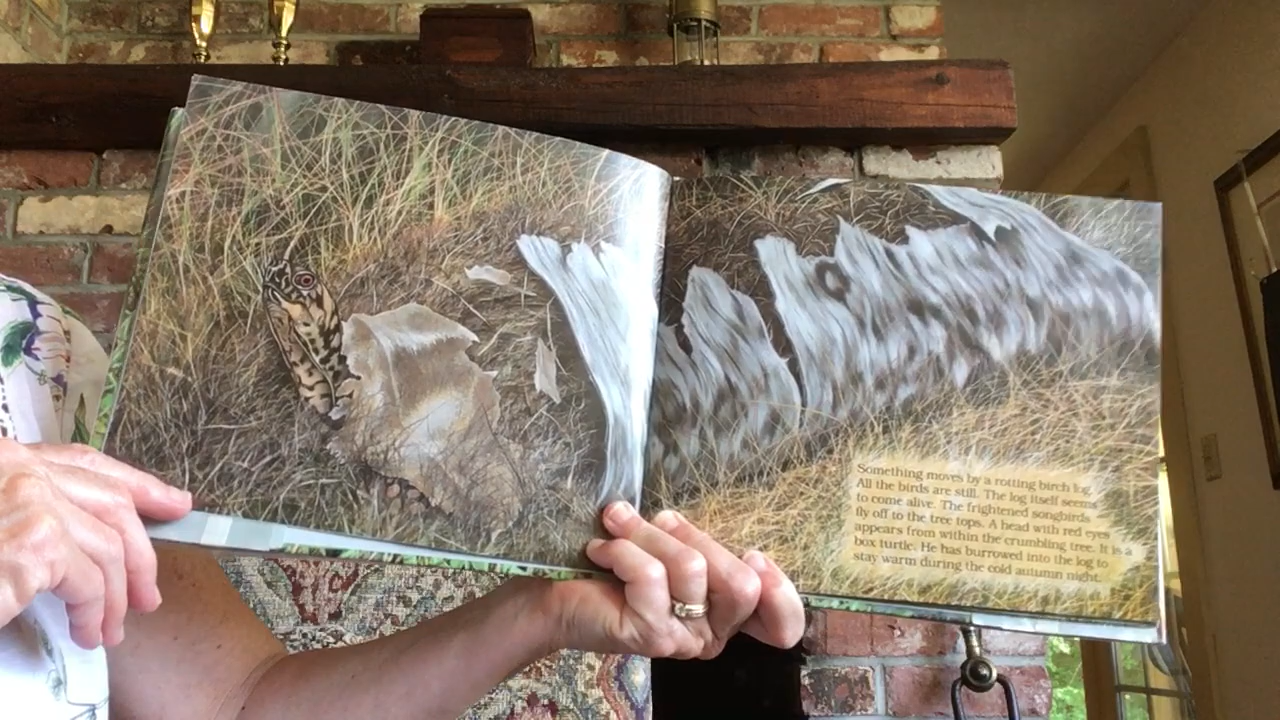 Something moves by a rotting birch log.
All the birds are still. The log itself seems
to come alive. The frightened songbirds
fly off to the tree tops. A head with red eyes
appears from within the crumbling tree. It is a
box turtle. He has burrowed into the log to
stay warm during the cold autumn night.